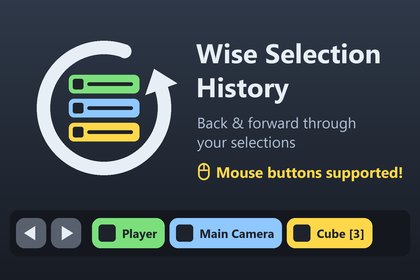 Wise Selection
History
Back & forward through
your selections
Mouse buttons supported!
Player
Main Camera
Cube [3]